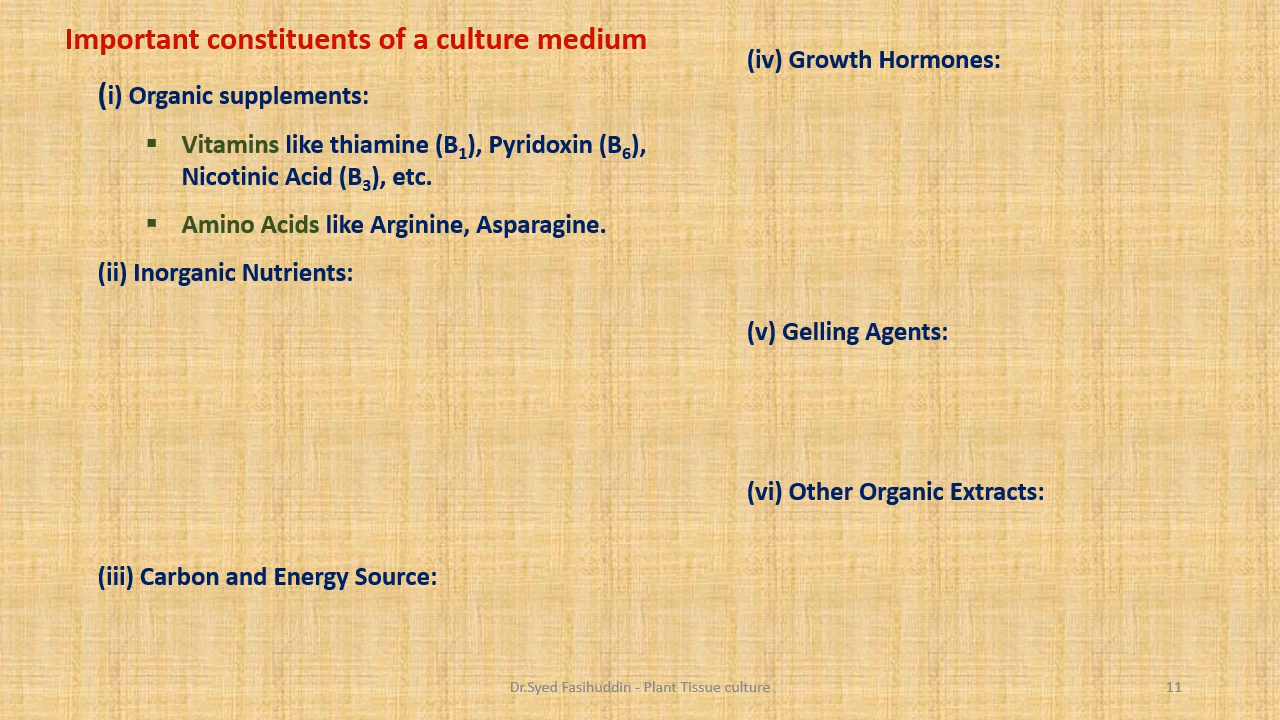 Important constituents of a culture medium
(i) Organic supplements:
▪ Vitamins like thiamine (B₁), Pyridoxin (B₆),
Nicotinic Acid (B₃), etc.
▪ Amino Acids like Arginine, Asparagine.
(ii) Inorganic Nutrients:
(iii) Carbon and Energy Source:
(iv) Growth Hormones:
(v) Gelling Agents:
(vi) Other Organic Extracts:
Dr.Syed Fasihuddin - Plant Tissue culture
11